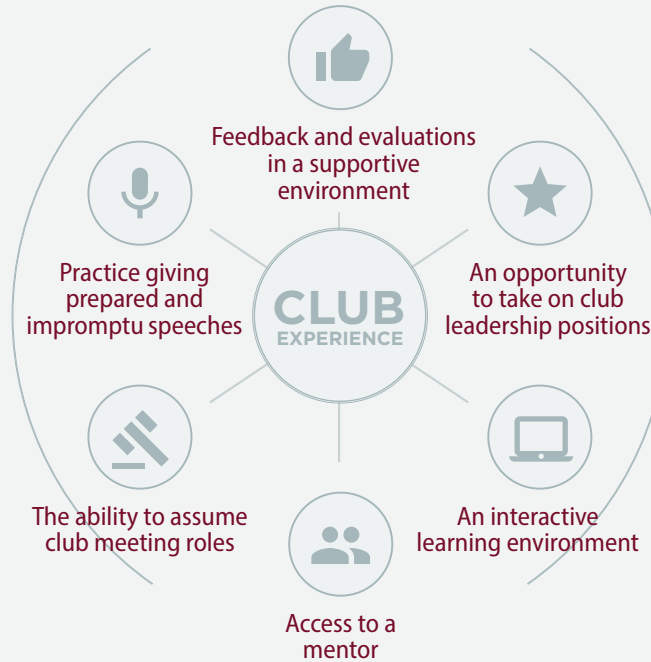 Feedback and evaluations
in a supportive
environment
Practice giving
prepared and
impromptu speeches
An opportunity
to take on club
leadership positions
CLUB
EXPERIENCE
The ability to assume
club meeting roles
An interactive
learning environment
Access to a
mentor